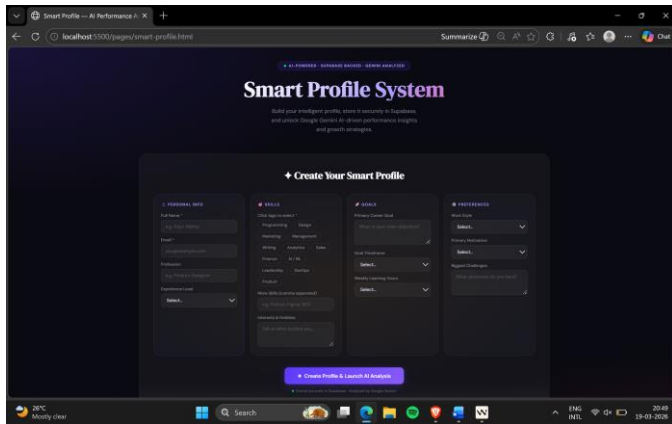 Smart Profile — AI Performance A
localhost:5500/pages/smart-profile.html
Summarize
Chat
AI-POWERED · SUPABASE BACKED · GEMINI ANALYZED
Smart Profile System
Build your intelligent profile, store it securely in Supabase,
and unlock Google Gemini AI-driven performance insights
and growth strategies.
✦ Create Your Smart Profile
PERSONAL INFO
Full Name *
Email *
Profession
Experience Level
Select...
SKILLS
Click tags to select *
Programming Design
Marketing Management
Writing Analytics Sales
Finance AI / ML
Leadership DevOps
Product
More Skills (comma separated)
Interests & Hobbies
GOALS
Primary Career Goal
Goal Timeframe
Select...
Weekly Learning Hours
Select...
PREFERENCES
Work Style
Select...
Primary Motivation
Select...
Biggest Challenges
✦ Create Profile & Launch AI Analysis
26°C
Mostly clear
Search
ENG
INTL
20:49
19-03-2026